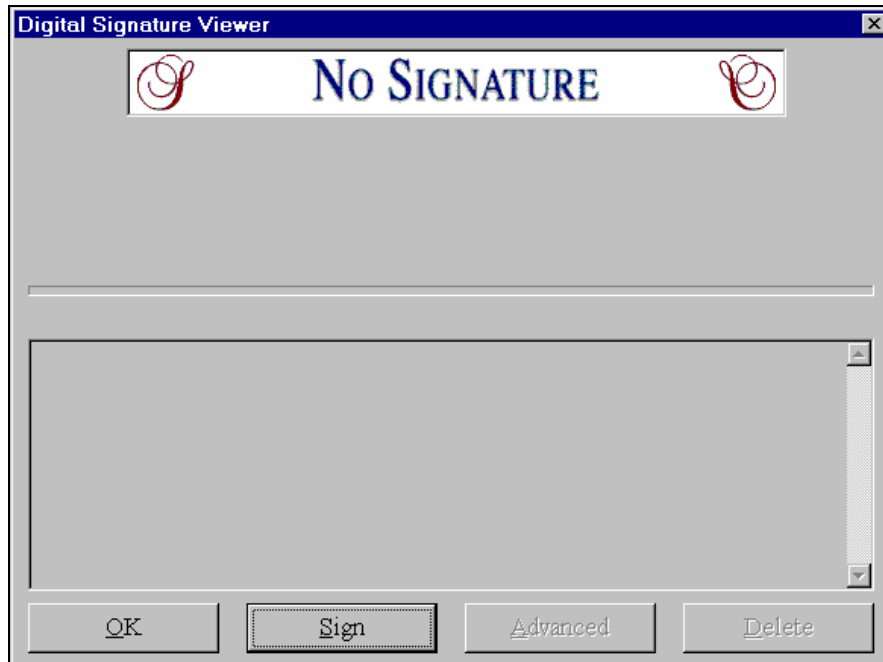 Digital Signature Viewer
NO SIGNATURE
OK
Sign
Advanced
Delete